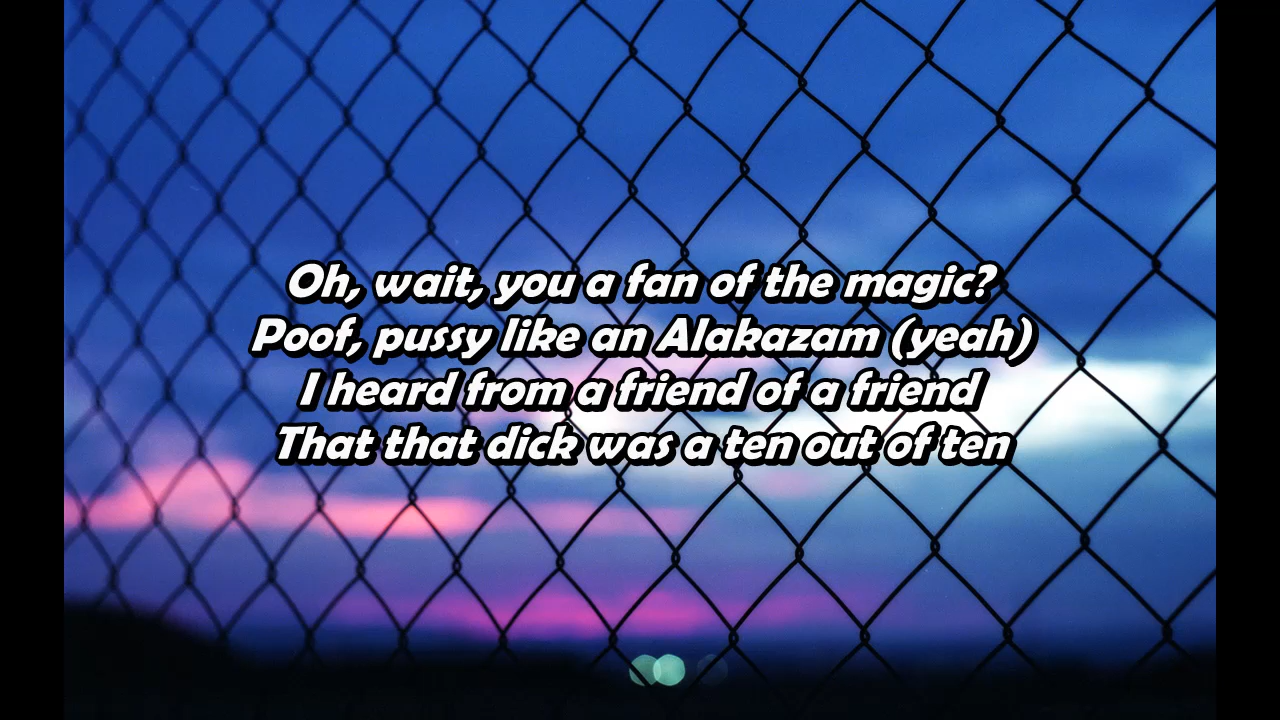 Oh, wait, you a fan of the magic?
Poof, pussy like an Alakazam (yeah)
I heard from a friend of a friend
That that dick was a ten out of ten